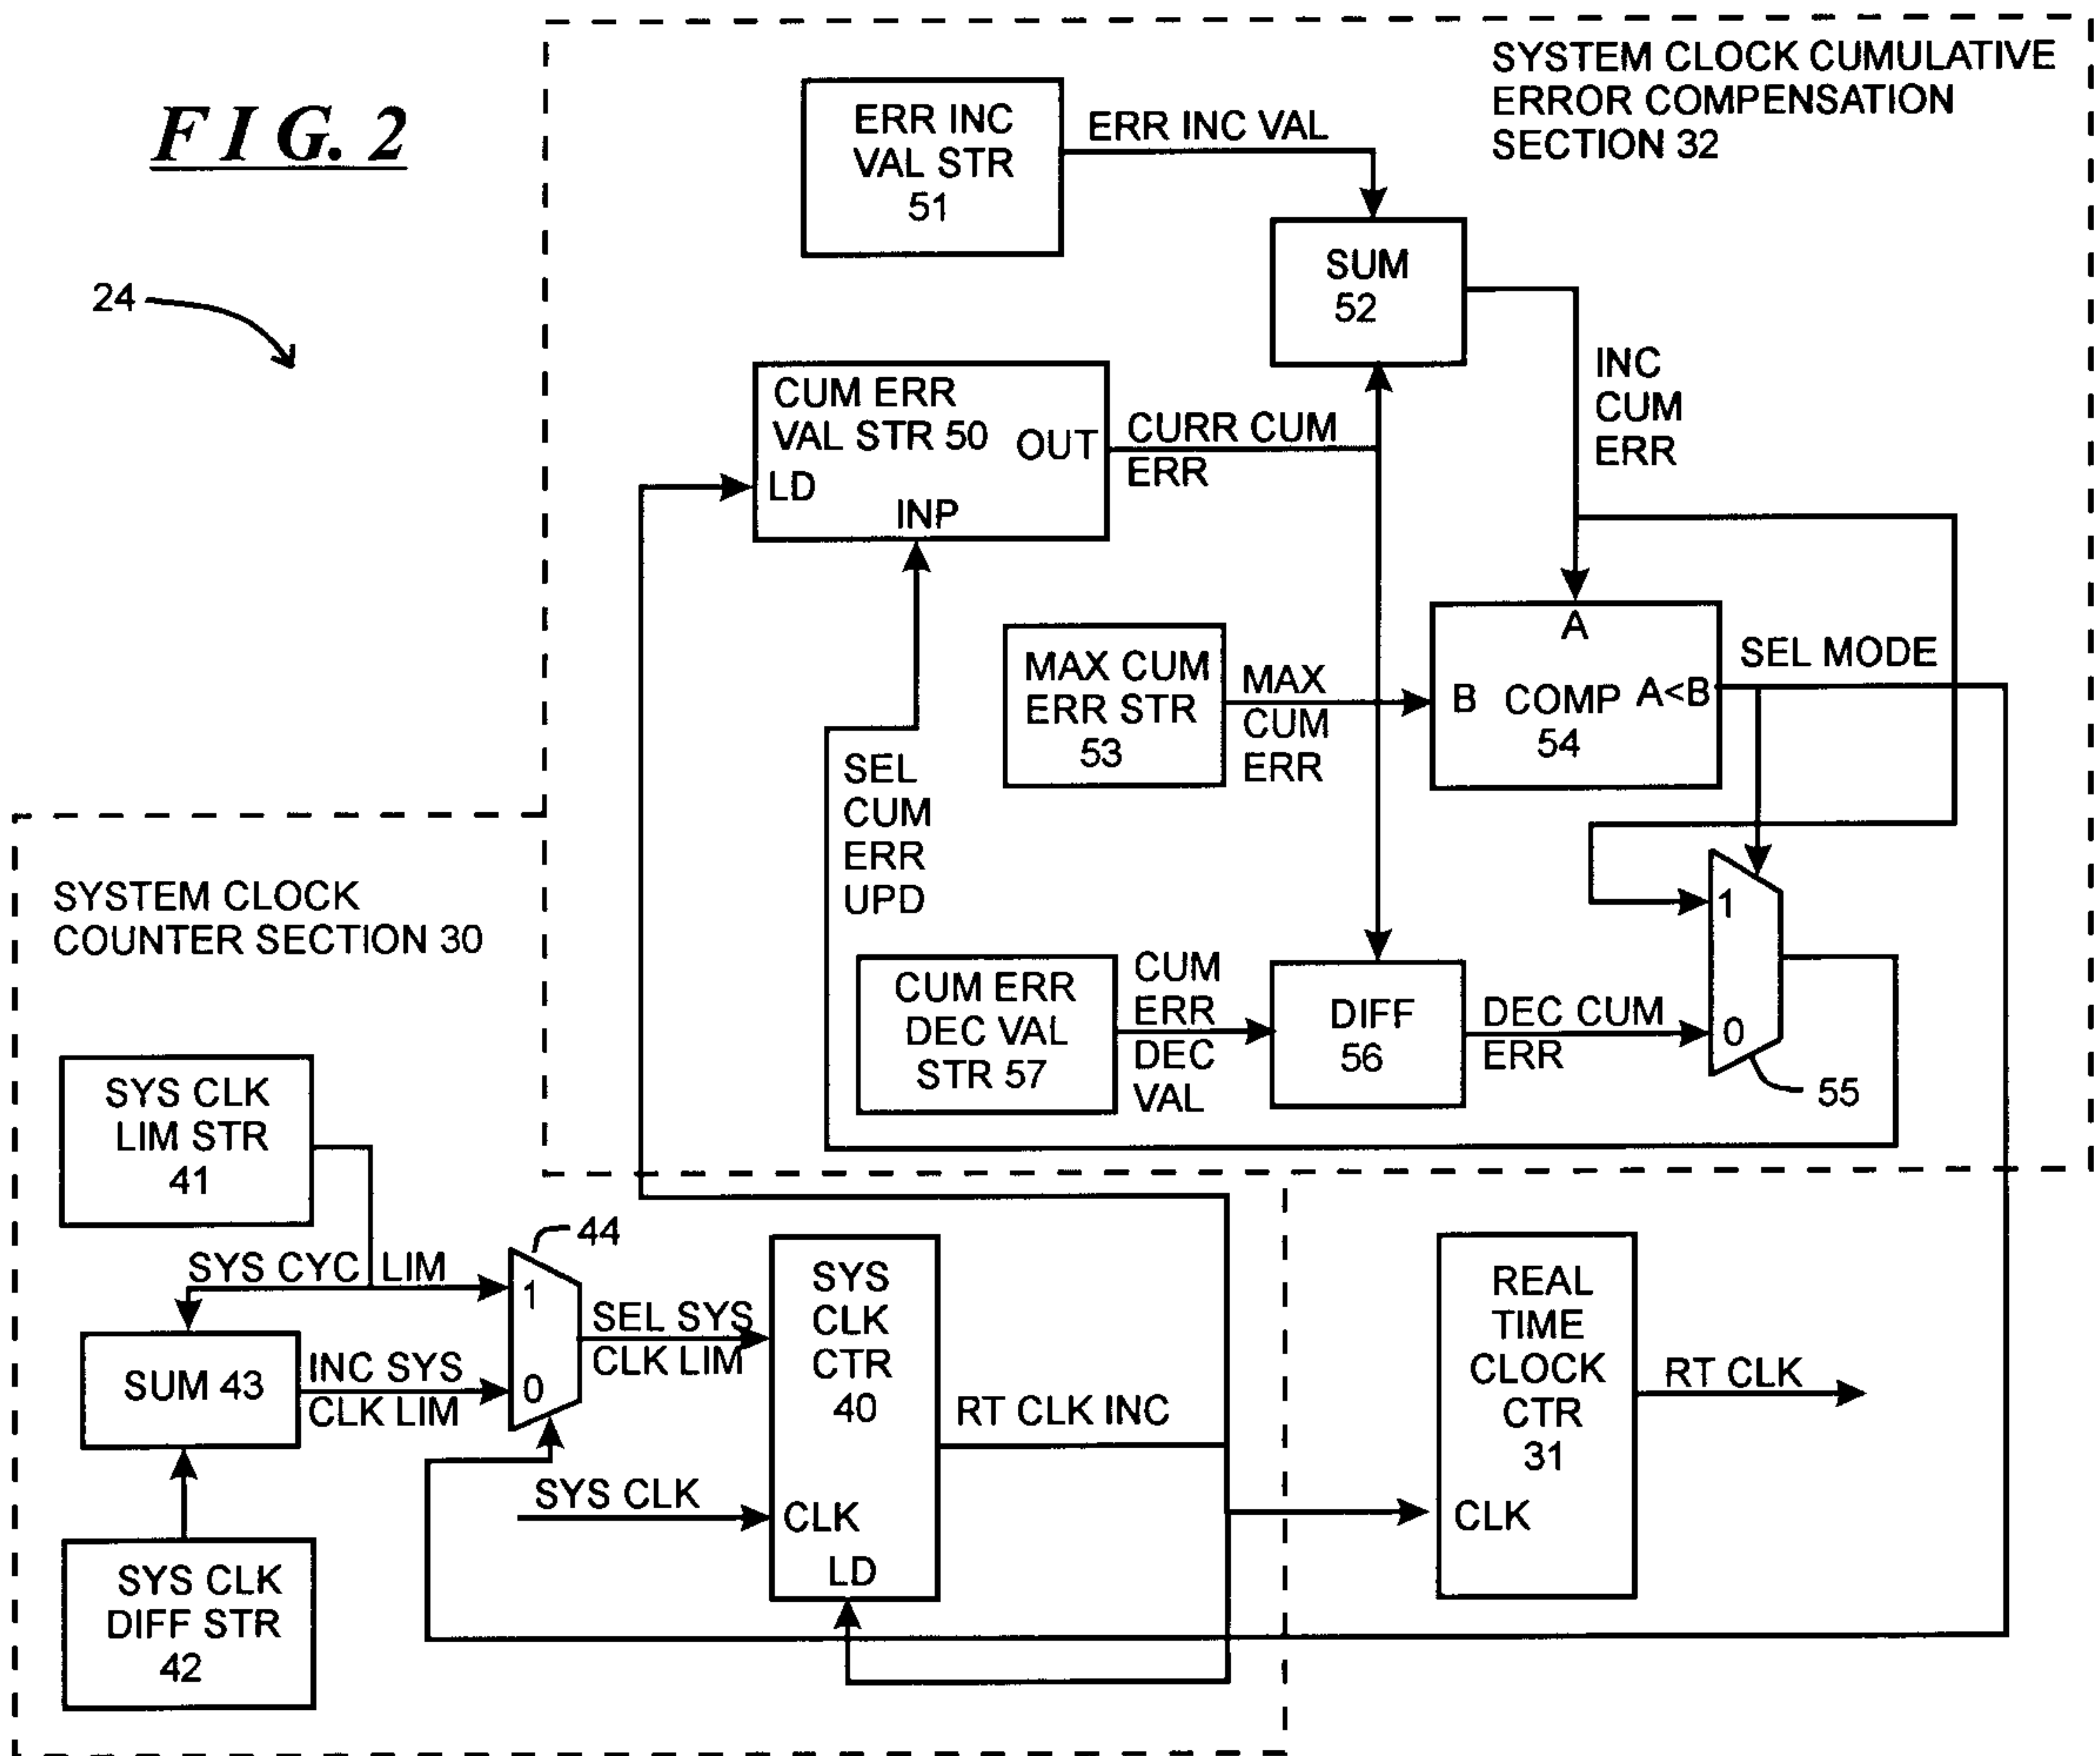 FIG. 2
24
SYSTEM CLOCK CUMULATIVE
ERROR COMPENSATION
SECTION 32
ERR INC
VAL STR
51
ERR INC VAL
SUM
52
INC
CUM
ERR
CUM ERR
VAL STR 50
OUT
LD
INP
CURR CUM
ERR
MAX CUM
ERR STR
53
MAX
CUM
ERR
A
B
COMP
A<B
54
SEL MODE
SEL
CUM
ERR
UPD
CUM ERR
DEC VAL
STR 57
CUM
ERR
DEC
VAL
DIFF
56
DEC CUM
ERR
1
0
55
SYSTEM CLOCK
COUNTER SECTION 30
SYS CLK
LIM STR
41
SYS CYC LIM
44
1
0
SUM 43
INC SYS
CLK LIM
SEL SYS
CLK LIM
SYS CLK
DIFF STR
42
SYS
CLK
CTR
40
SYS CLK
CLK
LD
RT CLK INC
REAL
TIME
CLOCK
CTR
31
CLK
RT CLK